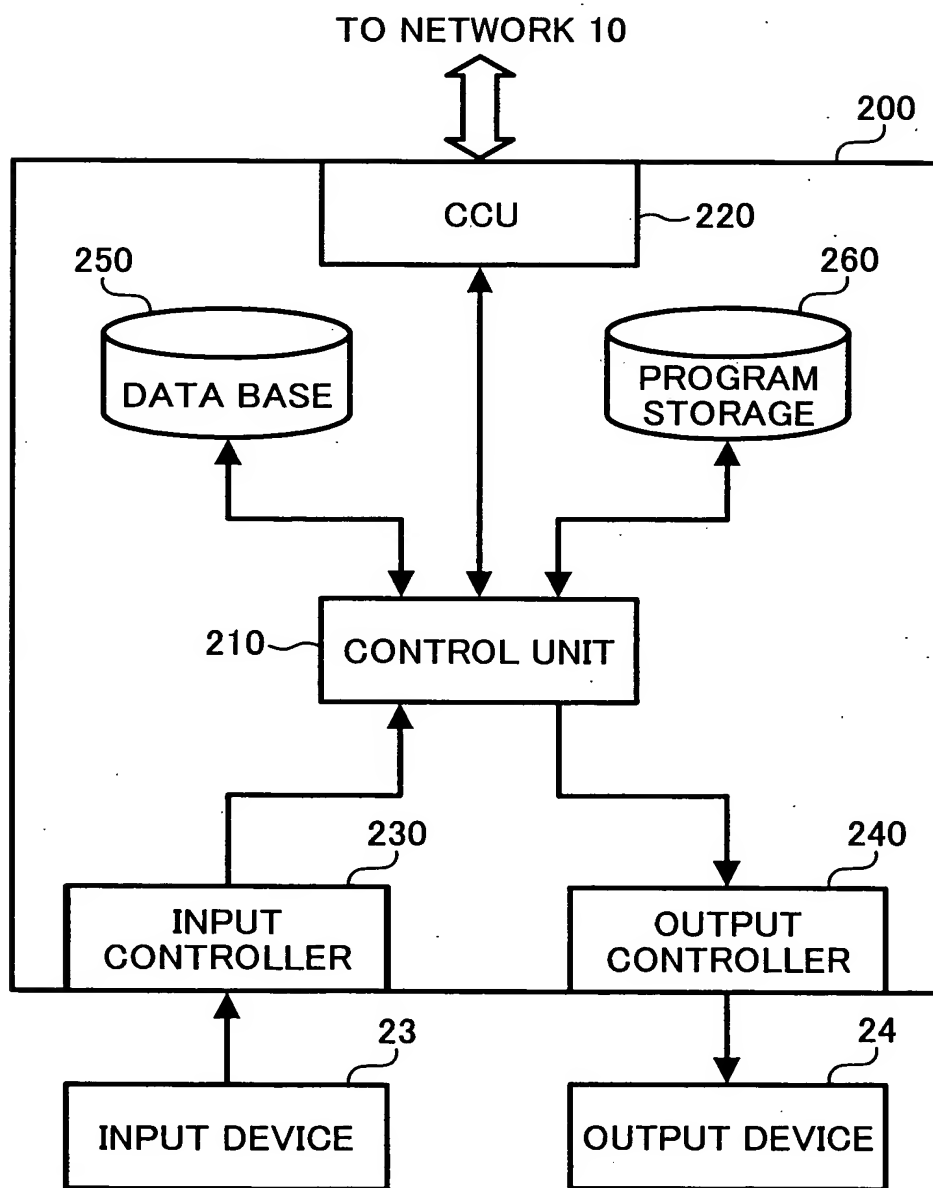 TO NETWORK 10
200
CCU
220
250
260
DATA BASE
PROGRAM
STORAGE
210
CONTROL UNIT
230
240
INPUT
CONTROLLER
OUTPUT
CONTROLLER
23
24
INPUT DEVICE
OUTPUT DEVICE